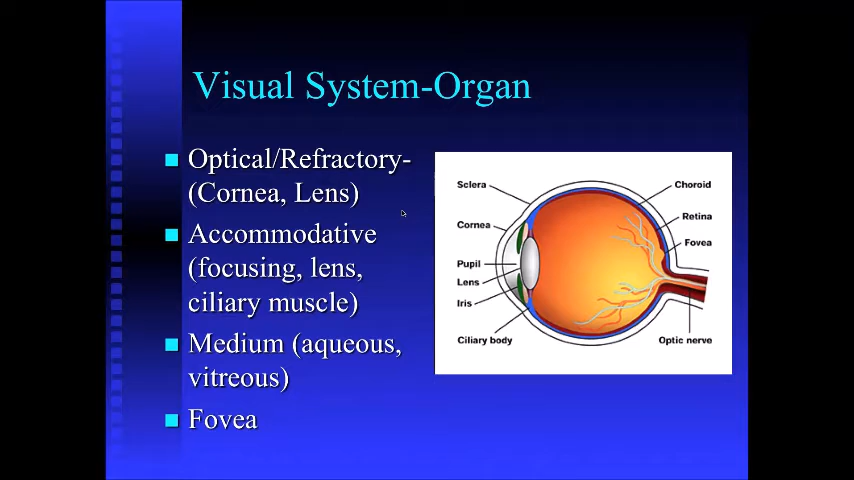 Visual System-Organ
Optical/Refractory-
(Cornea, Lens)
Accommodative
(focusing, lens,
ciliary muscle)
Medium (aqueous,
vitreous)
Fovea
Sclera
Cornea
Pupil
Lens
Iris
Ciliary body
Choroid
Retina
Fovea
Optic nerve